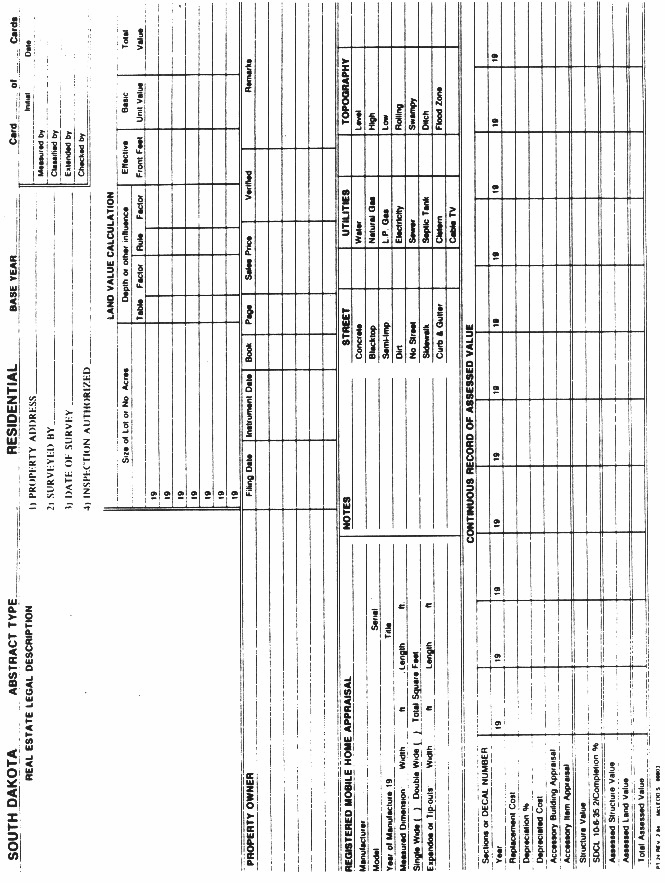 SOUTH DAKOTA ABSTRACT TYPE RESIDENTIAL BASE YEAR Card of Cards
REAL ESTATE LEGAL DESCRIPTION
1) PROPERTY ADDRESS
2) SURVEYED BY
3) DATE OF SURVEY
4) INSPECTION AUTHORIZED
Initial Date
Measured by
Classified by
Extended by
Checked by
LAND VALUE CALCULATION
Size of Lot or No. Acres Depth or other influence Effective Basic Total
Table Factor Rule Factor Front Feet Unit Value Value
19
19
19
19
19
19
19
PROPERTY OWNER Filing Date Instrument Date Book Page Sales Price Verified Remarks
REGISTERED MOBILE HOME APPRAISAL NOTES STREET UTILITIES TOPOGRAPHY
Manufacturer Concrete Water Level
Model Serial Blacktop Natural Gas High
Year of Manufacture 19 Title Semi-Imp L.P. Gas Low
Measured Dimension Width ft Length ft. Dirt Electricity Rolling
Single Wide ( ) Double Wide ( ) Total Square Feet No Street Sewer Swampy
Expandos or Tip-outs Width ft Length ft Sidewalk Septic Tank Ditch
Curb & Gutter Cistern Flood Zone
Cable TV
CONTINUOUS RECORD OF ASSESSED VALUE
Sections or DECAL NUMBER
Year 19 19 19 19 19 19 19 19 19 19
Replacement Cost
Depreciation %
Depreciated Cost
Accessory Building Appraisal
Accessory Item Appraisal
Structure Value
SDCL 10-6-35.2/Completion %
Assessed Structure Value
Assessed Land Value
Total Assessed Value